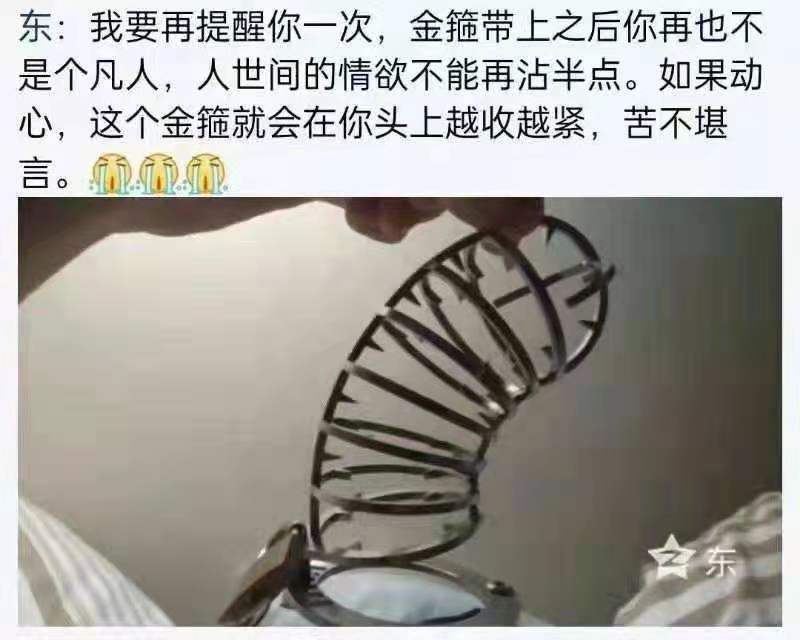 东：我要再提醒你一次，金箍带上之后你再也不
是个凡人，人世间的情欲不能再沾半点。如果动
心，这个金箍就会在你头上越收越紧，苦不堪
言。😭😭😭
东